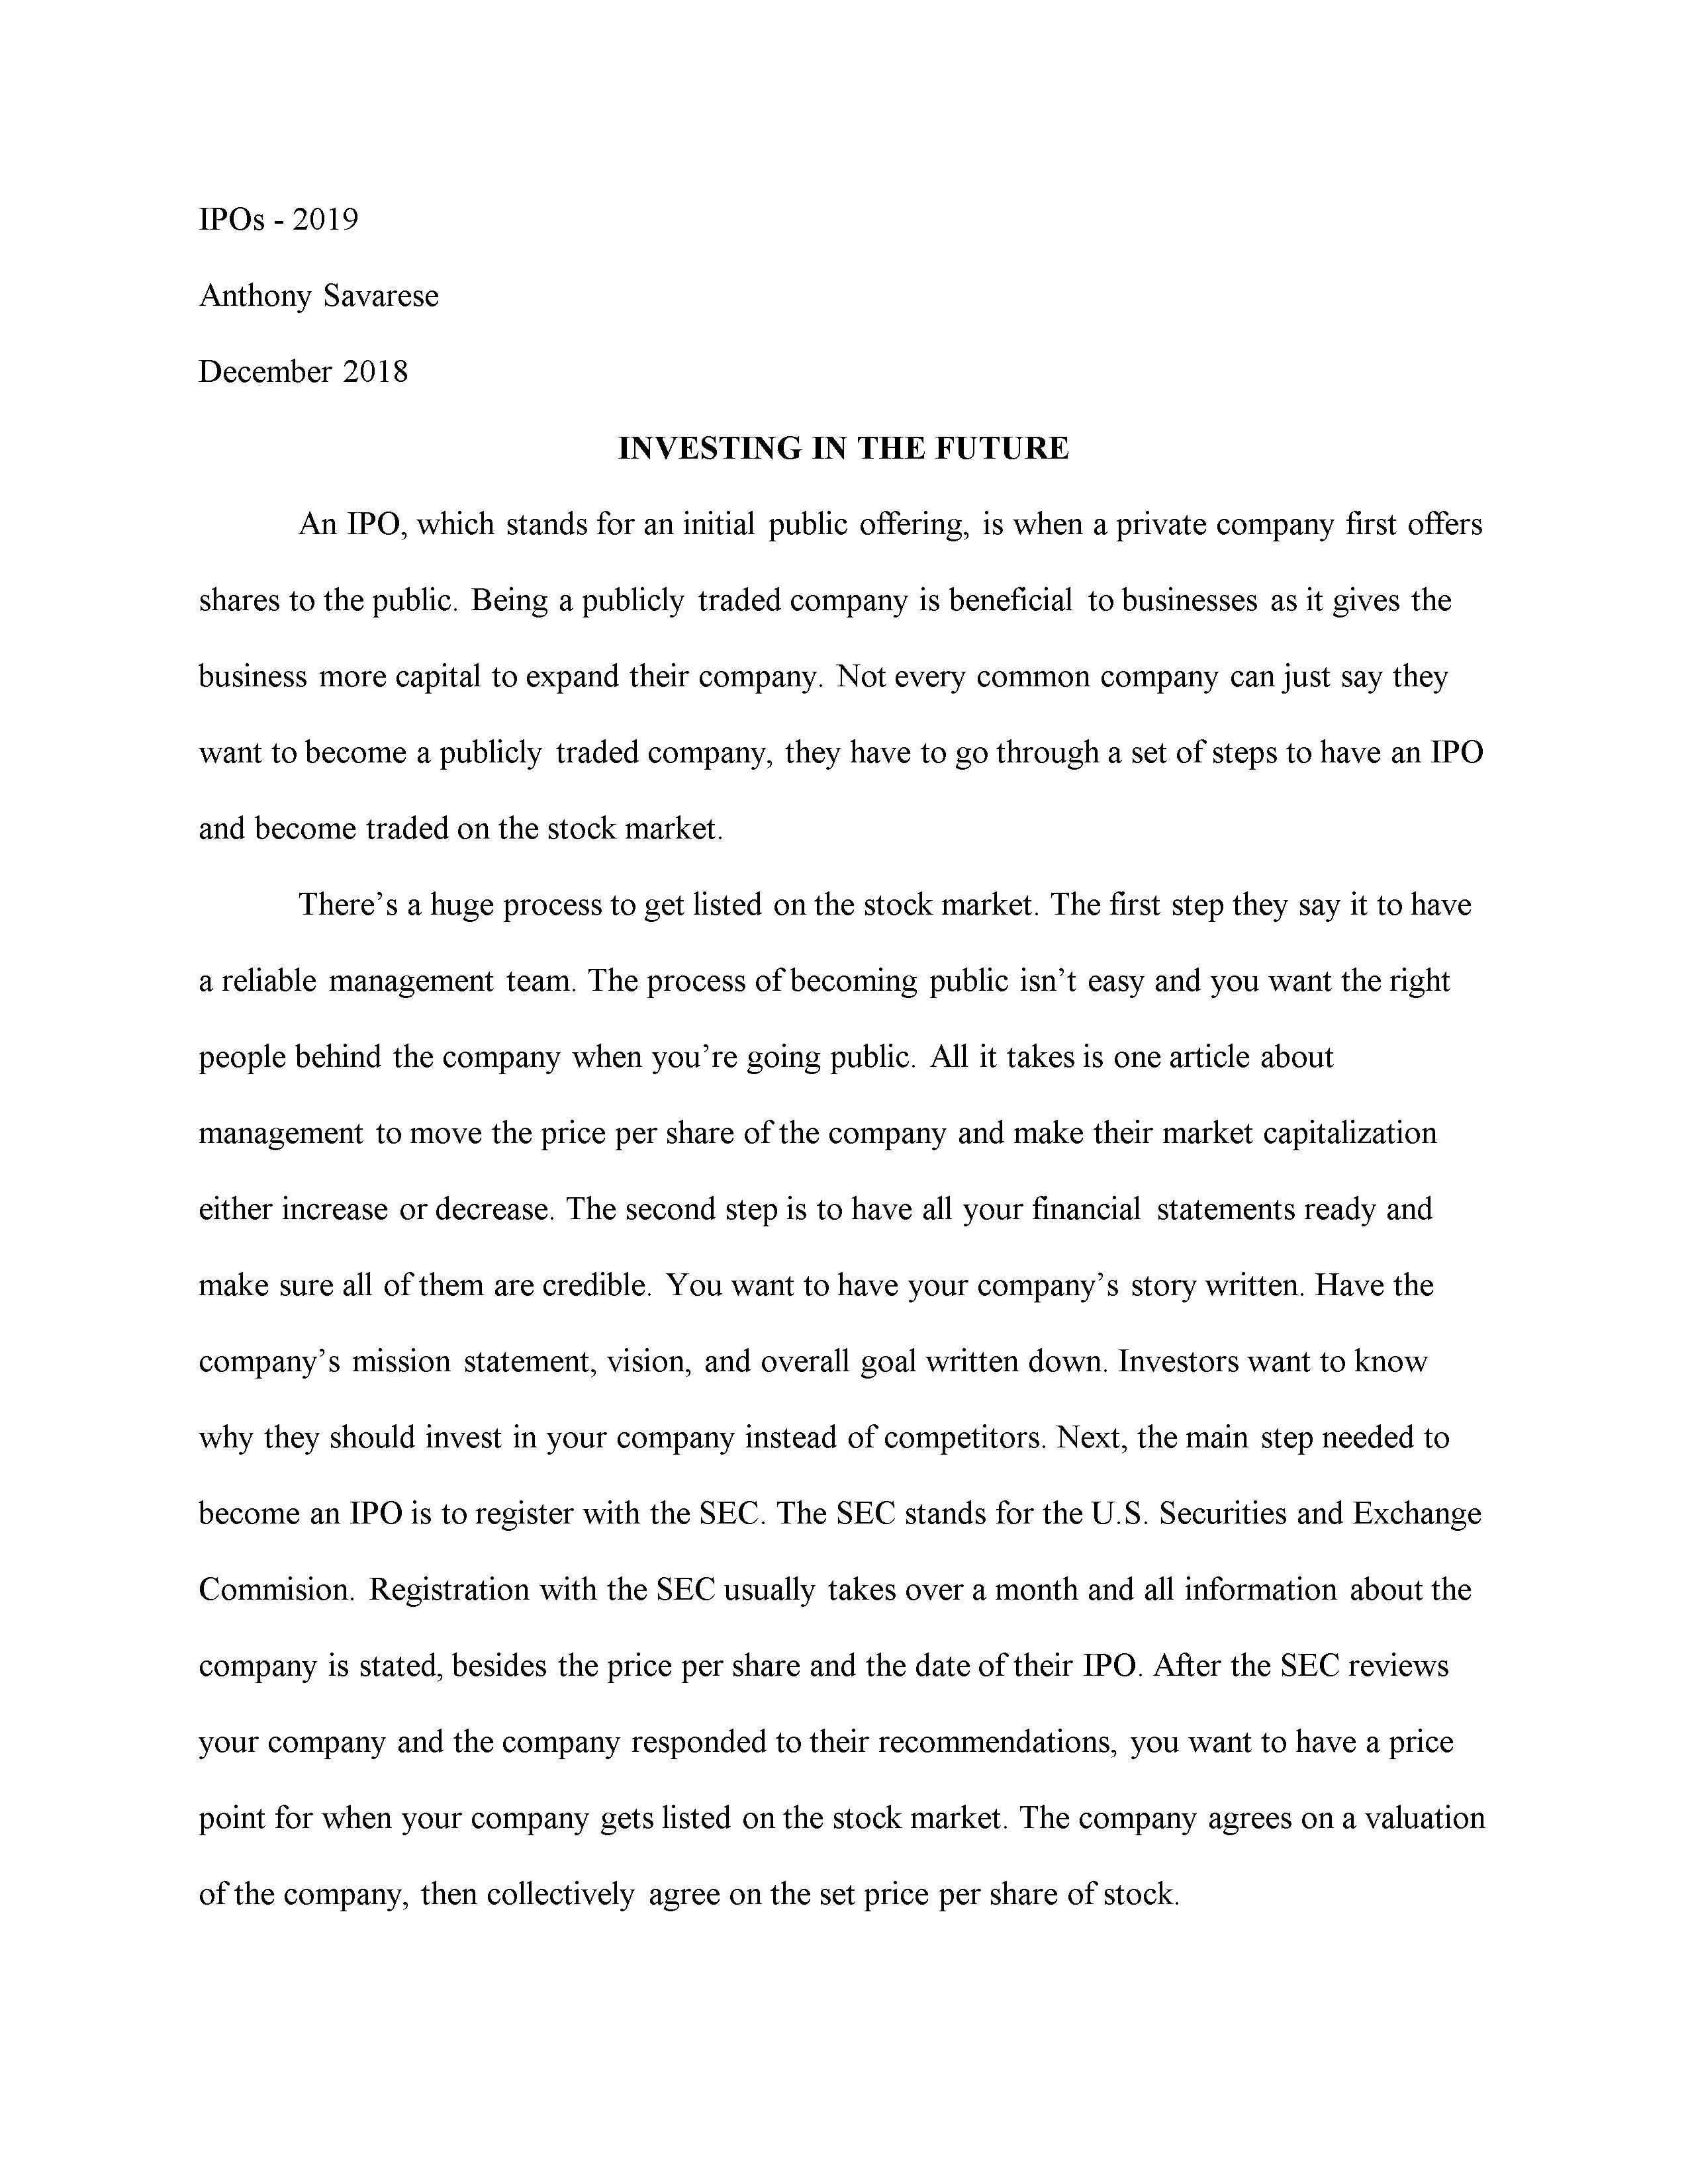 IPOs - 2019
Anthony Savarese
December 2018
INVESTING IN THE FUTURE
An IPO, which stands for an initial public offering, is when a private company first offers
shares to the public. Being a publicly traded company is beneficial to businesses as it gives the
business more capital to expand their company. Not every common company can just say they
want to become a publicly traded company, they have to go through a set of steps to have an IPO
and become traded on the stock market.
There’s a huge process to get listed on the stock market. The first step they say it to have
a reliable management team. The process of becoming public isn’t easy and you want the right
people behind the company when you’re going public. All it takes is one article about
management to move the price per share of the company and make their market capitalization
either increase or decrease. The second step is to have all your financial statements ready and
make sure all of them are credible. You want to have your company’s story written. Have the
company’s mission statement, vision, and overall goal written down. Investors want to know
why they should invest in your company instead of competitors. Next, the main step needed to
become an IPO is to register with the SEC. The SEC stands for the U.S. Securities and Exchange
Commision. Registration with the SEC usually takes over a month and all information about the
company is stated, besides the price per share and the date of their IPO. After the SEC reviews
your company and the company responded to their recommendations, you want to have a price
point for when your company gets listed on the stock market. The company agrees on a valuation
of the company, then collectively agree on the set price per share of stock.